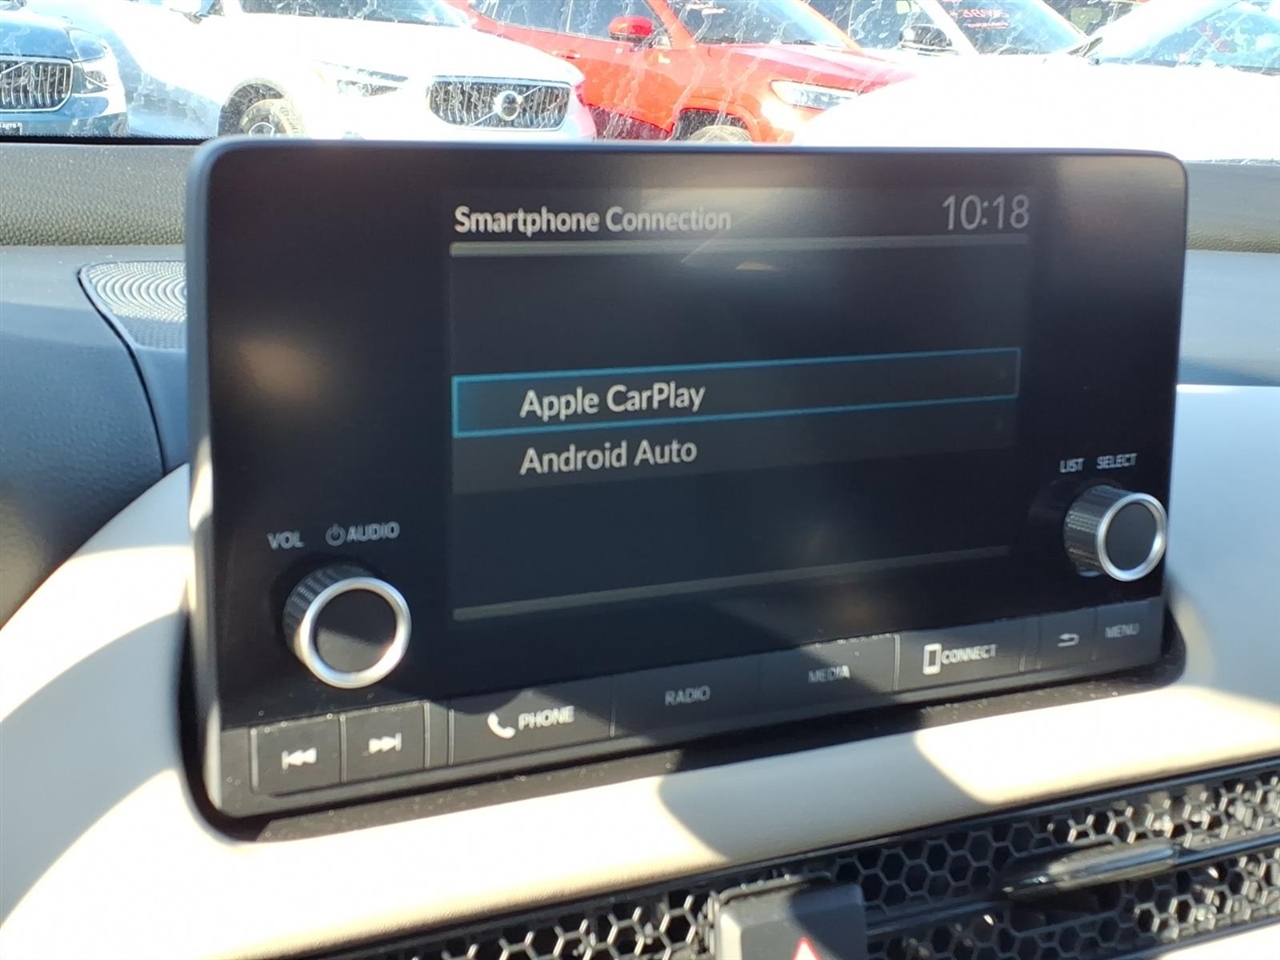 Smartphone Connection 10:18
Apple CarPlay
Android Auto
LIST SELECT
VOL AUDIO
PHONE RADIO MEDIA CONNECT MENU